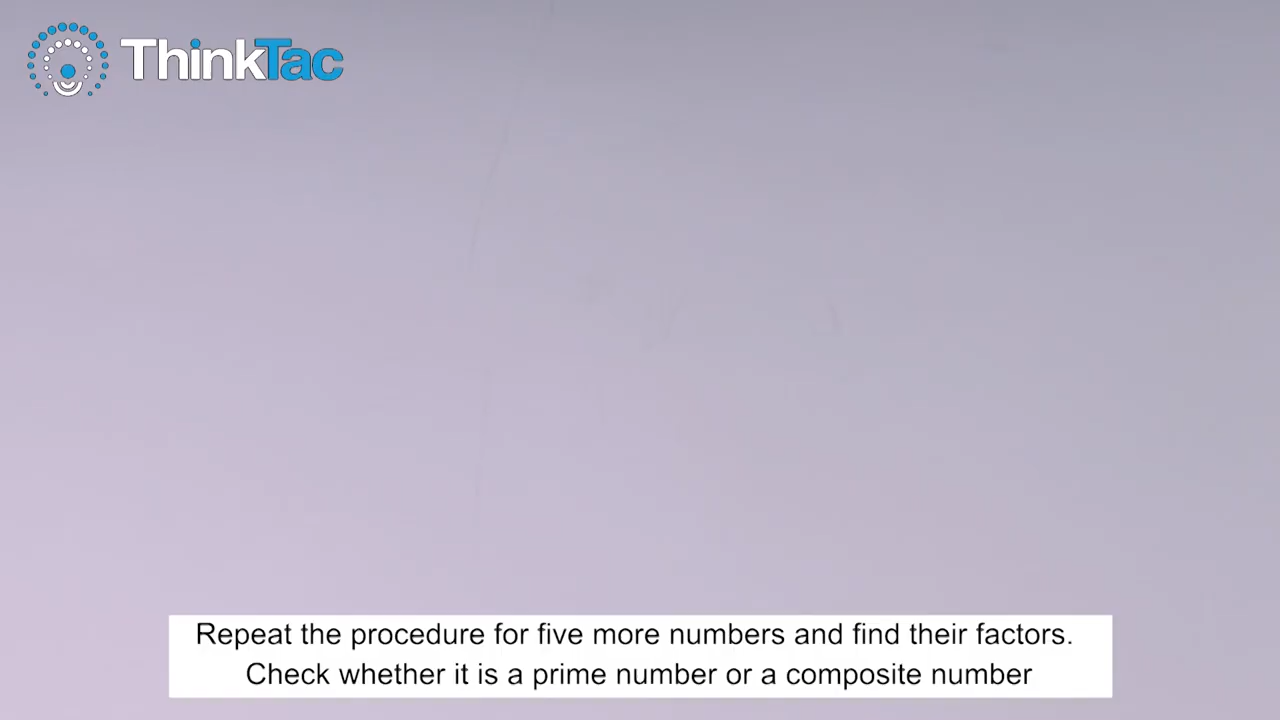 ThinkTac
Repeat the procedure for five more numbers and find their factors.
Check whether it is a prime number or a composite number